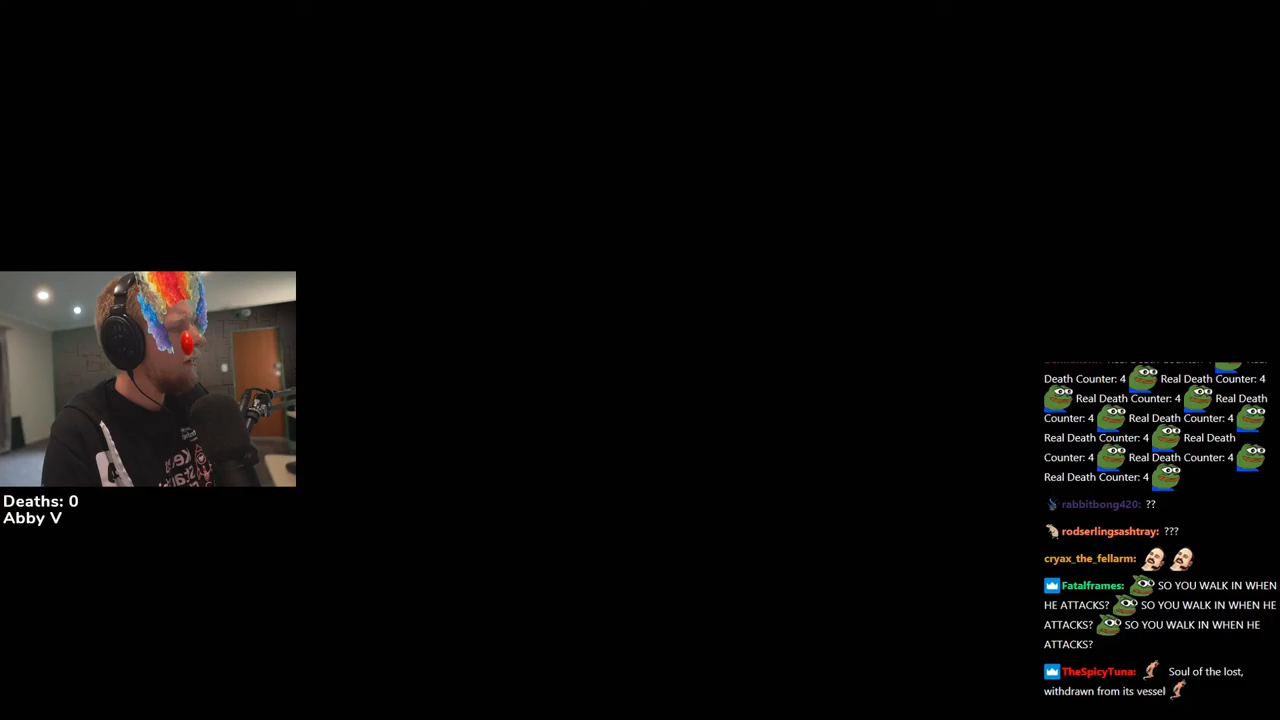 Deaths: 0
Abby V
Death Counter: 4 Real Death Counter: 4
Real Death Counter: 4 Real Death
Counter: 4 Real Death Counter: 4
Real Death Counter: 4 Real Death
Counter: 4 Real Death Counter: 4
Real Death Counter: 4
rabbitbong420: ??
rodserlingsashtray: ???
cryax_the_fellarm:
Fatalframes: SO YOU WALK IN WHEN
HE ATTACKS? SO YOU WALK IN WHEN HE
ATTACKS? SO YOU WALK IN WHEN HE
ATTACKS?
TheSpicyTuna: Soul of the lost,
withdrawn from its vessel